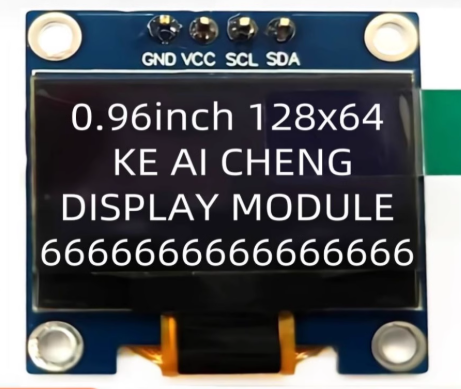 GND VCC SCL SDA
0.96inch 128x64
KE AI CHENG
DISPLAY MODULE
6666666666666666